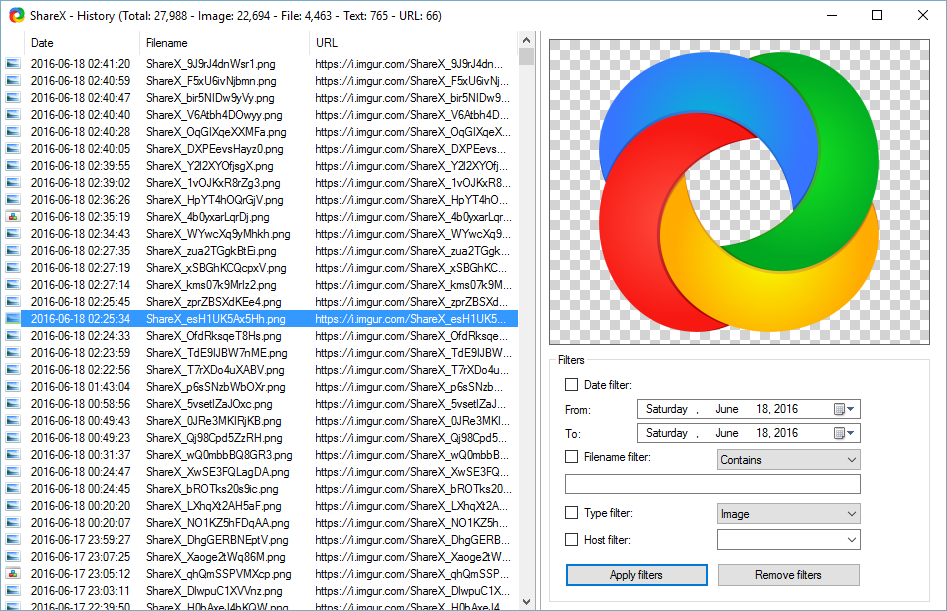 ShareX - History (Total: 27,988 - Image: 22,694 - File: 4,463 - Text: 765 - URL: 66)
Date Filename URL
2016-06-18 02:41:20 ShareX_9J9rJ4dnWsr1.png https://i.imgur.com/ShareX_9J9rJ4dn...
2016-06-18 02:40:59 ShareX_F5xU6ivNjbmn.png https://i.imgur.com/ShareX_F5xU6ivNj...
2016-06-18 02:40:47 ShareX_bir5NIDw9yVy.png https://i.imgur.com/ShareX_bir5NIDw9...
2016-06-18 02:40:40 ShareX_V6Atbh4DOwyy.png https://i.imgur.com/ShareX_V6Atbh4D...
2016-06-18 02:40:28 ShareX_OqGIXqeXXMFa.png https://i.imgur.com/ShareX_OqGIXqeX...
2016-06-18 02:40:05 ShareX_DXPEevsHayz0.png https://i.imgur.com/ShareX_DXPEevs...
2016-06-18 02:39:55 ShareX_Y2l2XYOfjsgX.png https://i.imgur.com/ShareX_Y2l2XYOfj...
2016-06-18 02:39:02 ShareX_1vOJKxR8rZg3.png https://i.imgur.com/ShareX_1vOJKxR8...
2016-06-18 02:36:26 ShareX_HpYT4hOQrGjV.png https://i.imgur.com/ShareX_HpYT4hO...
2016-06-18 02:35:19 ShareX_4b0yxarLqrDj.png https://i.imgur.com/ShareX_4b0yxarLqr...
2016-06-18 02:34:43 ShareX_WYwcXq9yMhkh.png https://i.imgur.com/ShareX_WYwcXq9...
2016-06-18 02:27:35 ShareX_zua2TGgkBtEi.png https://i.imgur.com/ShareX_zua2TGgk...
2016-06-18 02:27:19 ShareX_xSBGhKCQcpxV.png https://i.imgur.com/ShareX_xSBGhKC...
2016-06-18 02:27:14 ShareX_kms07k9Mrlz2.png https://i.imgur.com/ShareX_kms07k9M...
2016-06-18 02:25:45 ShareX_zprZBSXdKEe4.png https://i.imgur.com/ShareX_zprZBSXd...
2016-06-18 02:25:34 ShareX_esH1UK5Ax5Hh.png https://i.imgur.com/ShareX_esH1UK5...
2016-06-18 02:24:33 ShareX_OfdRksqeT8Hs.png https://i.imgur.com/ShareX_OfdRksqe...
2016-06-18 02:23:59 ShareX_TdE9IJBW7nME.png https://i.imgur.com/ShareX_TdE9IJBW...
2016-06-18 02:22:56 ShareX_T7rXDo4uXABV.png https://i.imgur.com/ShareX_T7rXDo4u...
2016-06-18 01:43:04 ShareX_p6sSNzbWbOXr.png https://i.imgur.com/ShareX_p6sSNzb...
2016-06-18 00:58:56 ShareX_5vsetIZaJOxc.png https://i.imgur.com/ShareX_5vsetIZaJ...
2016-06-18 00:49:43 ShareX_0JRe3MKIRjKB.png https://i.imgur.com/ShareX_0JRe3MKI...
2016-06-18 00:49:23 ShareX_Qj98Cpd5ZzRH.png https://i.imgur.com/ShareX_Qj98Cpd5...
2016-06-18 00:31:37 ShareX_wQ0mbbBQ8GR3.png https://i.imgur.com/ShareX_wQ0mbbB...
2016-06-18 00:24:47 ShareX_XwSE3FQLagDA.png https://i.imgur.com/ShareX_XwSE3FQ...
2016-06-18 00:24:45 ShareX_bROTks20s9ic.png https://i.imgur.com/ShareX_bROTks20...
2016-06-18 00:20:20 ShareX_LXhqXt2AH5aF.png https://i.imgur.com/ShareX_LXhqXt2A...
2016-06-18 00:20:07 ShareX_NO1KZ5hFDqAA.png https://i.imgur.com/ShareX_NO1KZ5h...
2016-06-17 23:59:27 ShareX_DhgGERBNEptV.png https://i.imgur.com/ShareX_DhgGERB...
2016-06-17 23:07:25 ShareX_Xaoge2tWq86M.png https://i.imgur.com/ShareX_Xaoge2tW...
2016-06-17 23:05:12 ShareX_qhQmSSPVMXcp.png https://i.imgur.com/ShareX_qhQmSSP...
2016-06-17 23:03:11 ShareX_DlwpuC1XVVnz.png https://i.imgur.com/ShareX_DlwpuC1X...
2016-06-17 22:39:50
Filters
Date filter:
From: Saturday , June 18, 2016
To: Saturday , June 18, 2016
Filename filter: Contains
Type filter: Image
Host filter:
Apply filters Remove filters